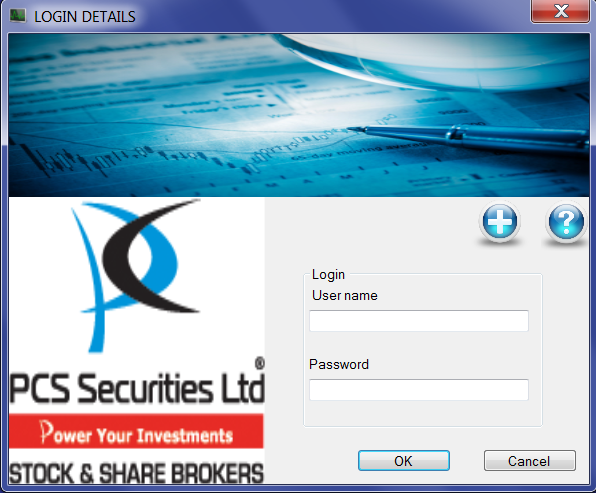 LOGIN DETAILS
Login
User name
Password
PCS Securities Ltd®
Power Your Investments
STOCK & SHARE BROKERS
OK
Cancel